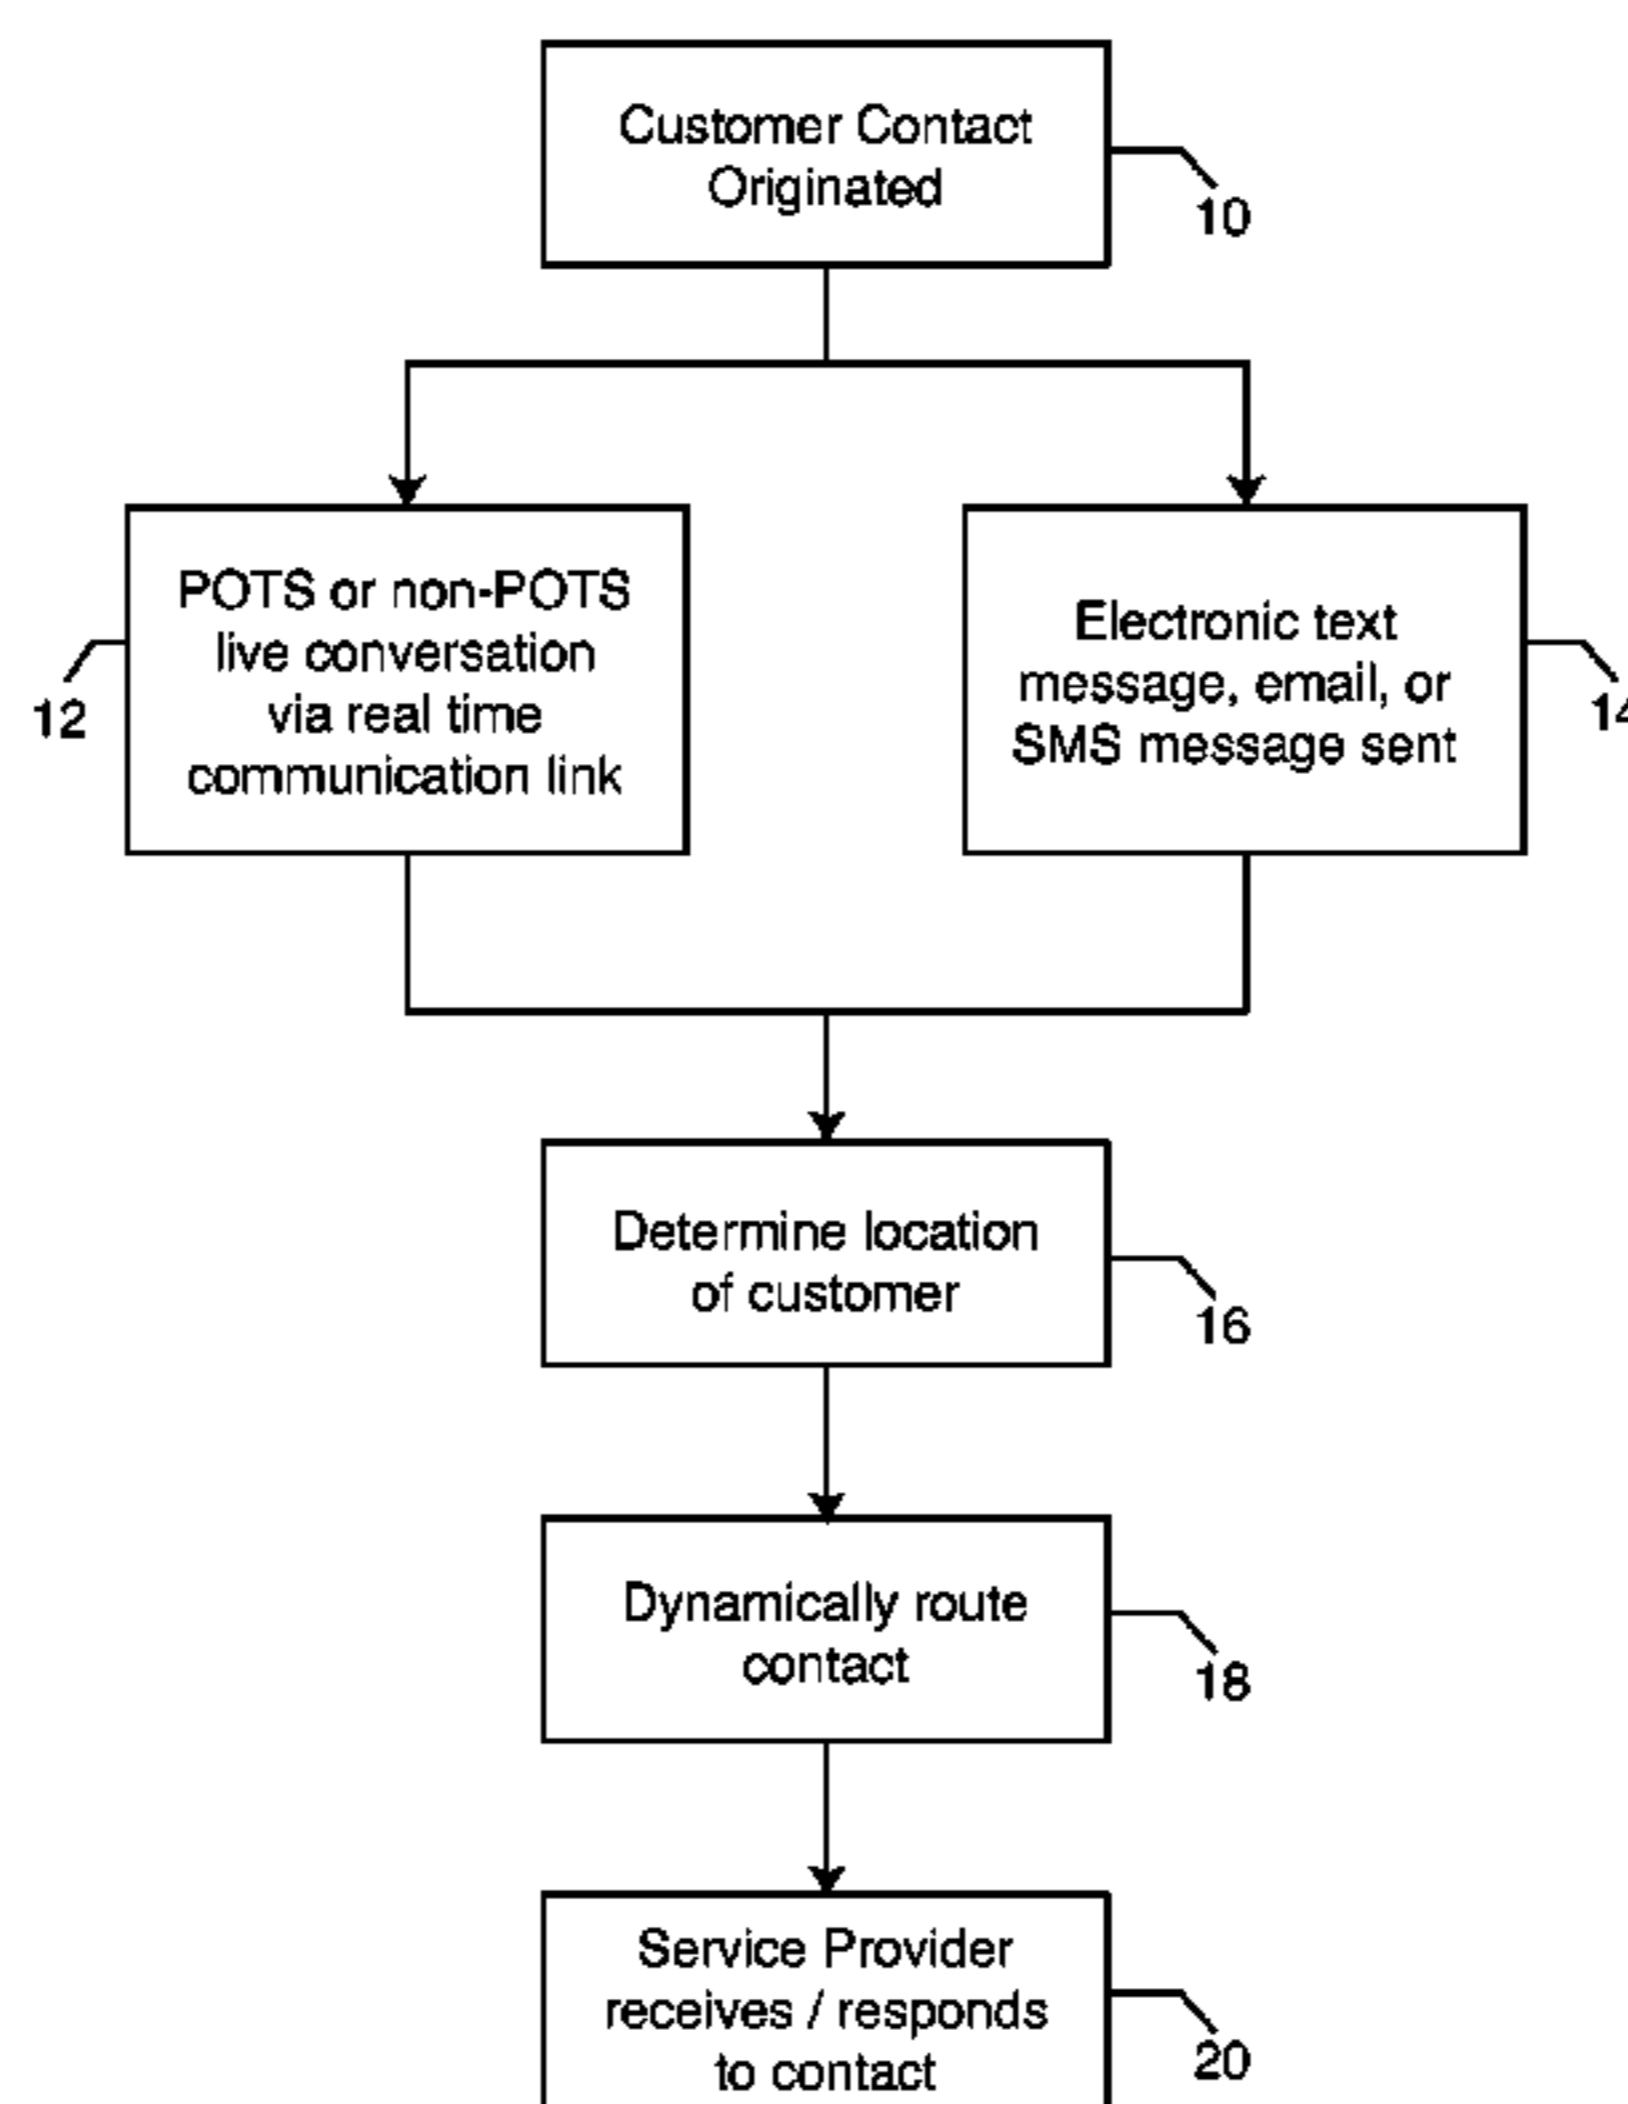 Customer Contact
Originated
10
POTS or non-POTS
live conversation
via real time
communication link
12
Electronic text
message, email, or
SMS message sent
14
Determine location
of customer
16
Dynamically route
contact
18
Service Provider
receives / responds
to contact
20